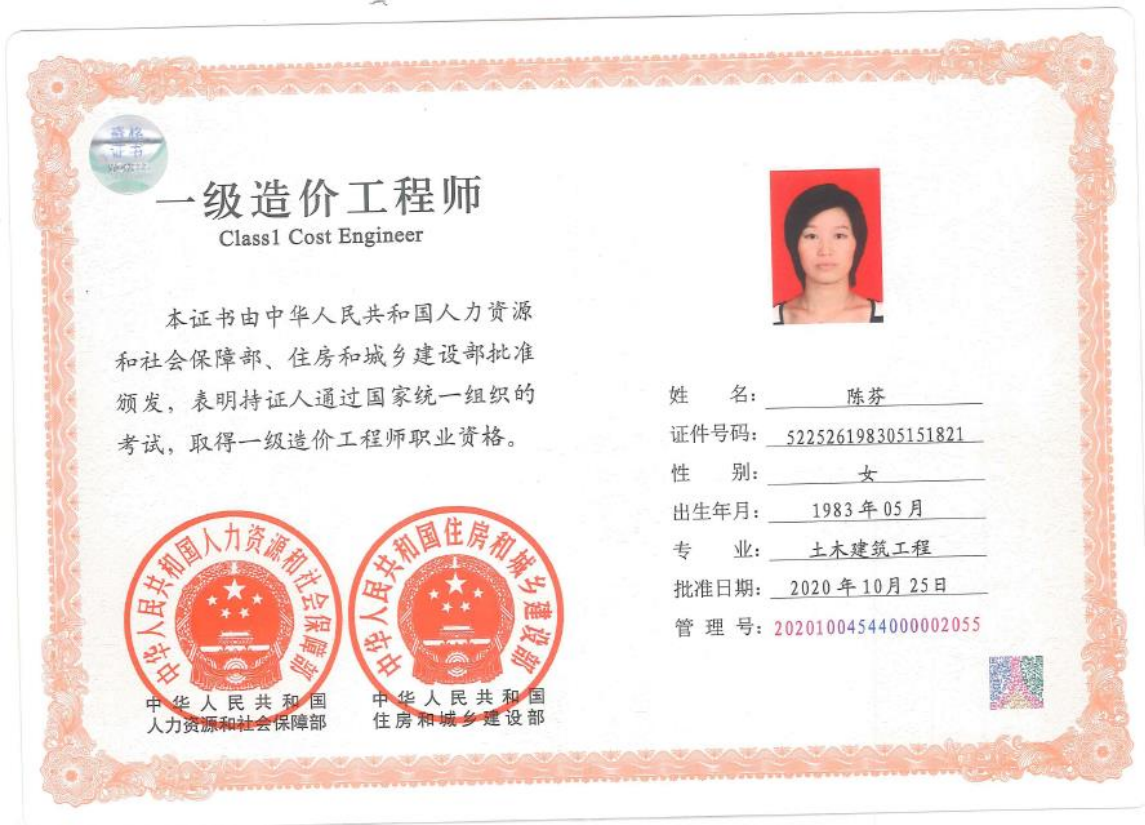 资格
证书
一级造价工程师
Class1 Cost Engineer
本证书由中华人民共和国人力资源
和社会保障部、住房和城乡建设部批准
颁发，表明持证人通过国家统一组织的
考试，取得一级造价工程师职业资格。
中华人民共和国人力资源和社会保障部
中华人民共和国
人力资源和社会保障部
中华人民共和国住房和城乡建设部
中华人民共和国
住房和城乡建设部
姓 名：陈芬
证件号码：522526198305151821
性 别：女
出生年月：1983年05月
专 业：土木建筑工程
批准日期：2020年10月25日
管 理 号：20201004544000002055